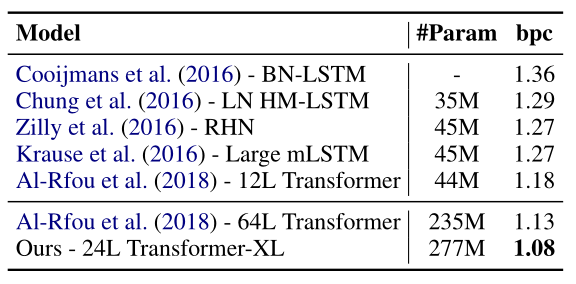 Model #Param bpc
Cooijmans et al. (2016) - BN-LSTM - 1.36
Chung et al. (2016) - LN HM-LSTM 35M 1.29
Zilly et al. (2016) - RHN 45M 1.27
Krause et al. (2016) - Large mLSTM 45M 1.27
Al-Rfou et al. (2018) - 12L Transformer 44M 1.18
Al-Rfou et al. (2018) - 64L Transformer 235M 1.13
Ours - 24L Transformer-XL 277M 1.08